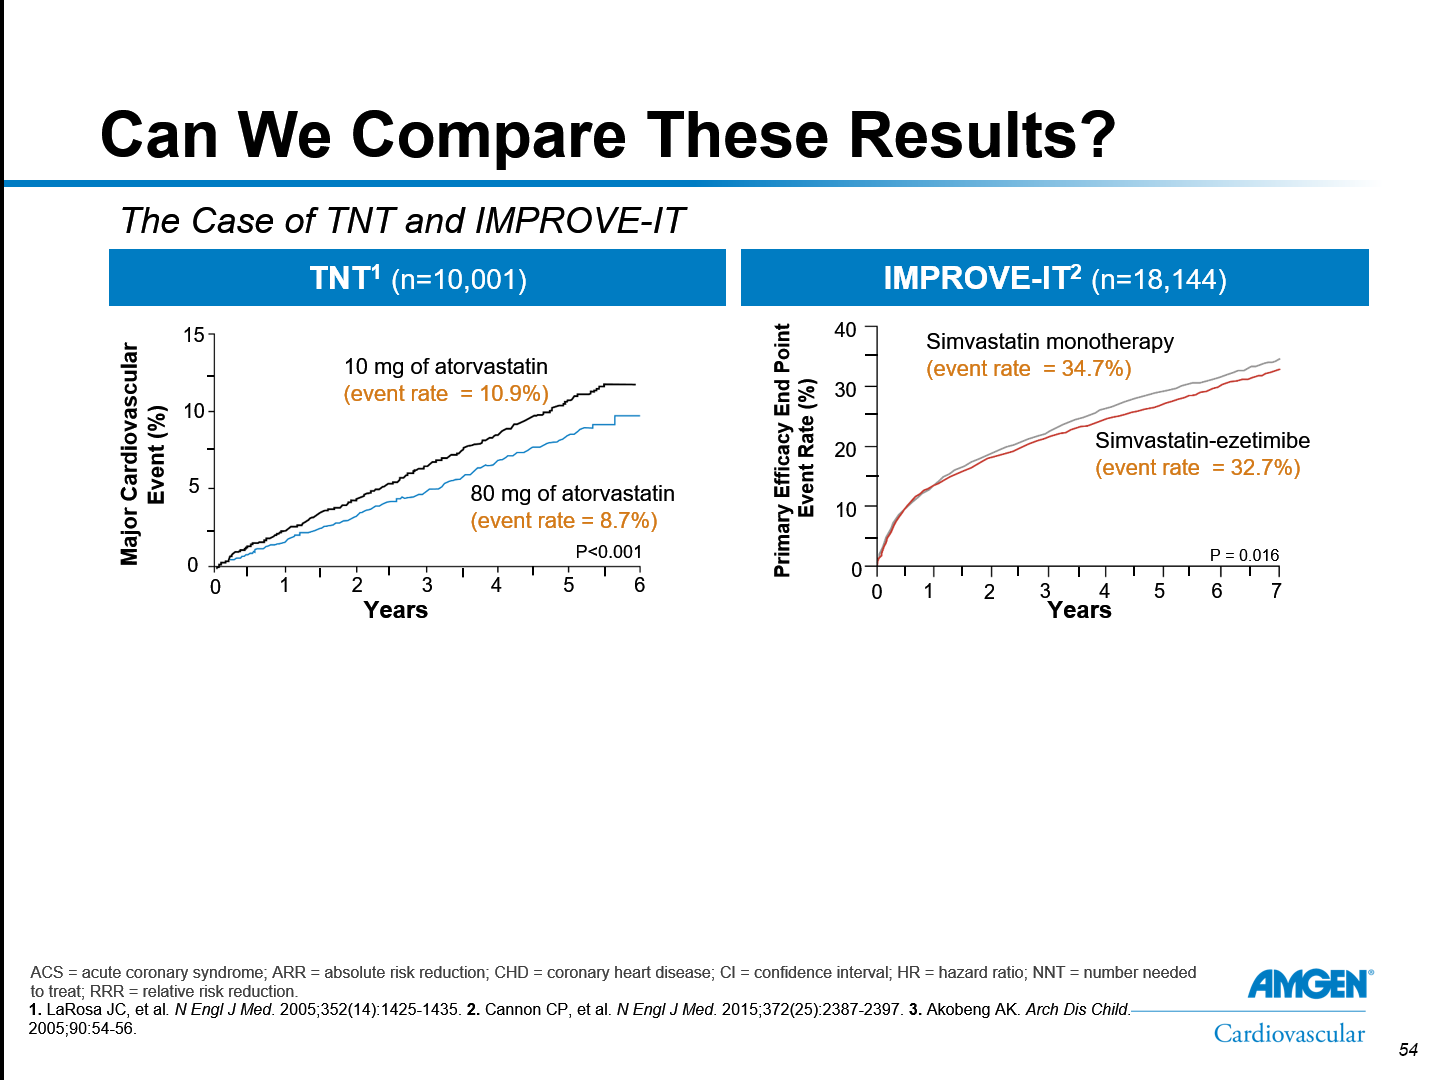 Can We Compare These Results?
The Case of TNT and IMPROVE-IT
TNT1 (n=10,001)
Major Cardiovascular
Event (%)
15
10
5
0
10 mg of atorvastatin
(event rate = 10.9%)
80 mg of atorvastatin
(event rate = 8.7%)
P<0.001
0 1 2 3 4 5 6
Years
IMPROVE-IT2 (n=18,144)
Primary Efficacy End Point
Event Rate (%)
40
30
20
10
0
Simvastatin monotherapy
(event rate = 34.7%)
Simvastatin-ezetimibe
(event rate = 32.7%)
P = 0.016
0 1 2 3 4 5 6 7
Years
ACS = acute coronary syndrome; ARR = absolute risk reduction; CHD = coronary heart disease; CI = confidence interval; HR = hazard ratio; NNT = number needed
to treat; RRR = relative risk reduction.
1. LaRosa JC, et al. N Engl J Med. 2005;352(14):1425-1435. 2. Cannon CP, et al. N Engl J Med. 2015;372(25):2387-2397. 3. Akobeng AK. Arch Dis Child.
2005;90:54-56.
AMGEN®
Cardiovascular
54